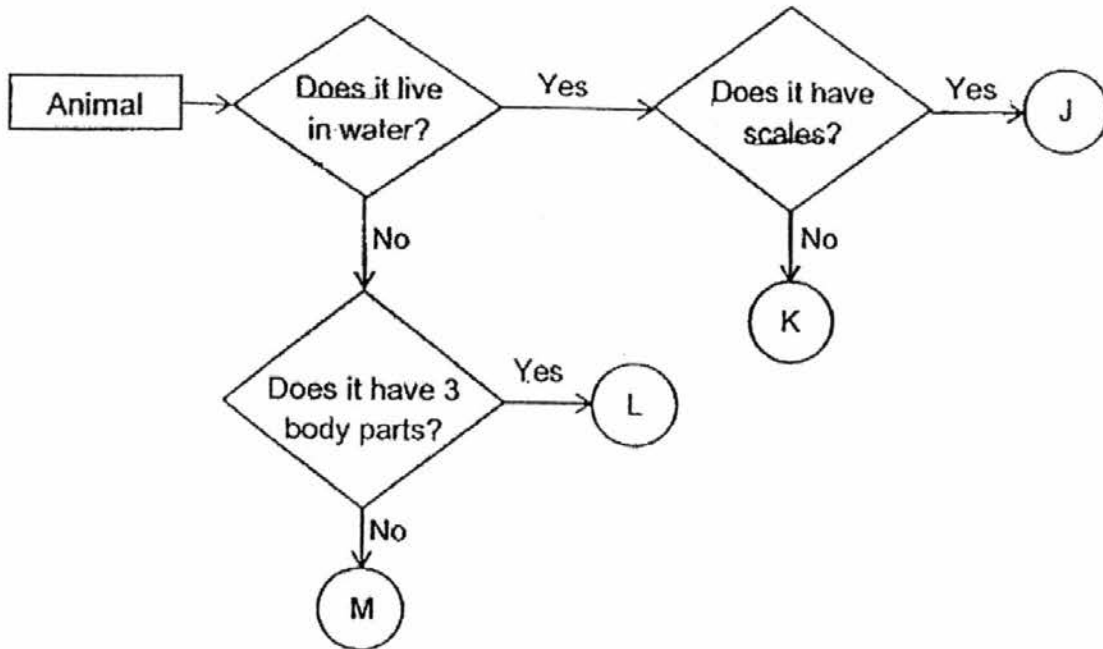 Animal
Does it live
in water?
Yes
Does it have
scales?
Yes
J
No
No
K
Does it have 3
body parts?
Yes
L
No
M